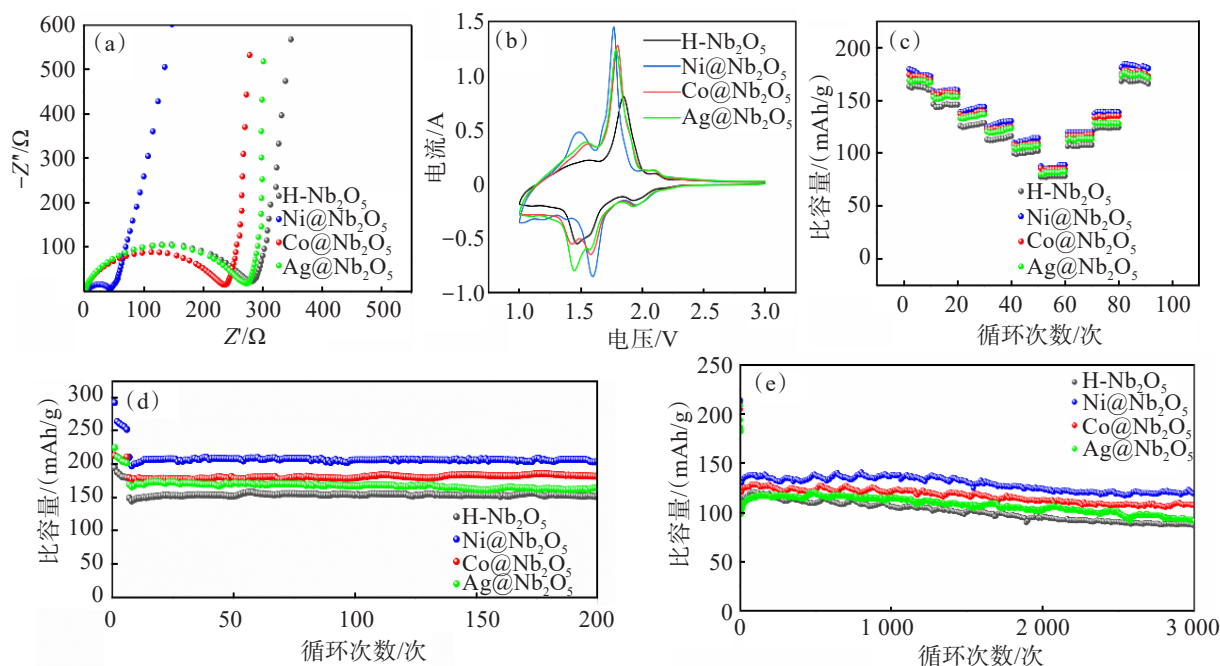 (a)
600
500
400
300
200
100
−Z″/Ω
H-Nb₂O₅
Ni@Nb₂O₅
Co@Nb₂O₅
Ag@Nb₂O₅
0 100 200 300 400 500
Z′/Ω
(b)
1.5
1.0
0.5
0
−0.5
−1.0
电流/A
H-Nb₂O₅
Ni@Nb₂O₅
Co@Nb₂O₅
Ag@Nb₂O₅
1.0 1.5 2.0 2.5 3.0
电压/V
(c)
200
150
100
50
0
比容量/(mAh/g)
H-Nb₂O₅
Ni@Nb₂O₅
Co@Nb₂O₅
Ag@Nb₂O₅
0 20 40 60 80 100
循环次数/次
(d)
300
250
200
150
100
50
0
比容量/(mAh/g)
H-Nb₂O₅
Ni@Nb₂O₅
Co@Nb₂O₅
Ag@Nb₂O₅
0 50 100 150 200
循环次数/次
(e)
250
200
150
100
50
0
比容量/(mAh/g)
H-Nb₂O₅
Ni@Nb₂O₅
Co@Nb₂O₅
Ag@Nb₂O₅
0 1 000 2 000 3 000
循环次数/次